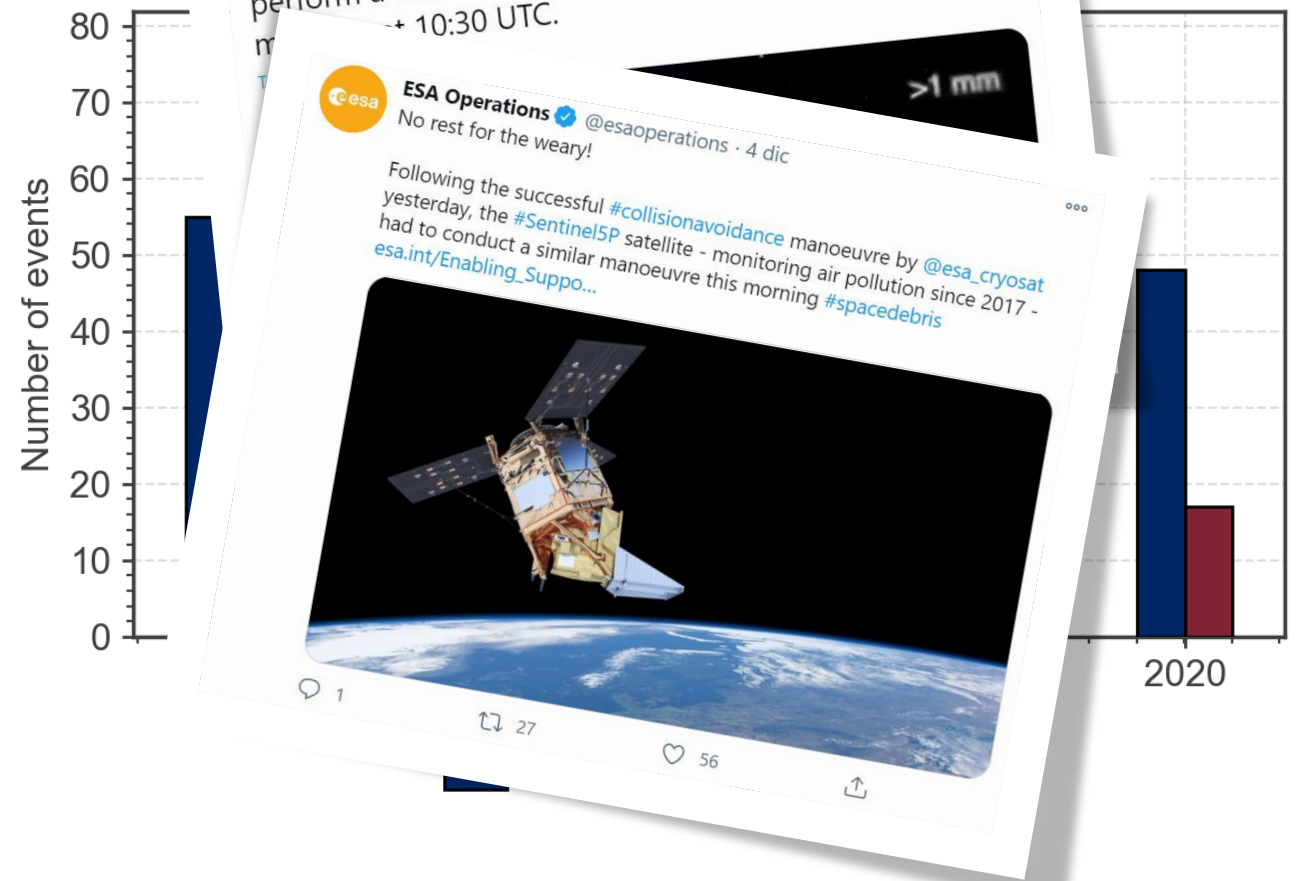 10:30 UTC.
>1 mm
esa
ESA Operations @esaoperations · 4 dic
No rest for the weary!
Following the successful #collisionavoidance manoeuvre by @esa_cryosat
yesterday, the #Sentinel5P satellite - monitoring air pollution since 2017 -
had to conduct a similar manoeuvre this morning #spacedebris
esa.int/Enabling_Suppo...
1
27
56
Number of events
80
70
60
50
40
30
20
10
0
2020